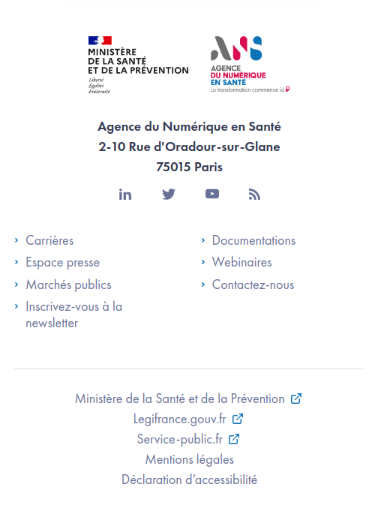 MINISTÈRE
DE LA SANTÉ
ET DE LA PRÉVENTION
Liberté
Égalité
Fraternité
ANS
AGENCE
DU NUMÉRIQUE
EN SANTÉ
La transformation commence ici
Agence du Numérique en Santé
2-10 Rue d'Oradour-sur-Glane
75015 Paris
Carrières
Espace presse
Marchés publics
Inscrivez-vous à la
newsletter
Documentations
Webinaires
Contactez-nous
Ministère de la Santé et de la Prévention
Legifrance.gouv.fr
Service-public.fr
Mentions légales
Déclaration d’accessibilité